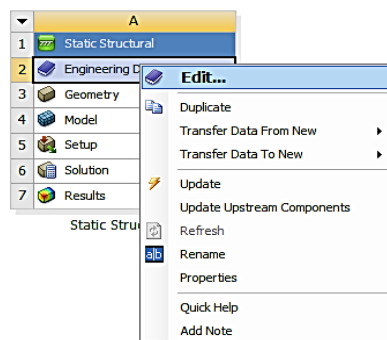 A
1 Static Structural
2 Engineering D
3 Geometry
4 Model
5 Setup
6 Solution
7 Results
Static Struc
Edit...
Duplicate
Transfer Data From New
Transfer Data To New
Update
Update Upstream Components
Refresh
a|b Rename
Properties
Quick Help
Add Note